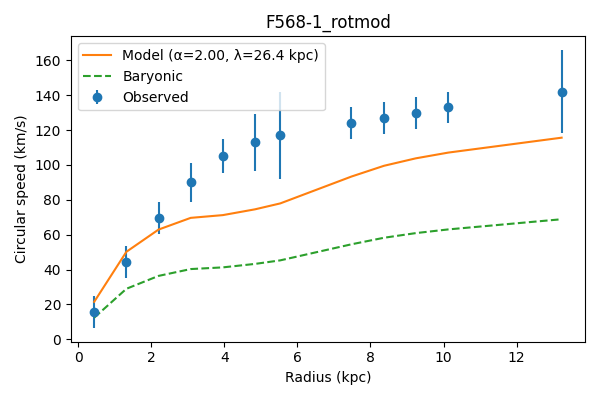 F568-1_rotmod
Model (α=2.00, λ=26.4 kpc)
Baryonic
Observed
Circular speed (km/s)
160
140
120
100
80
60
40
20
0
0 2 4 6 8 10 12
Radius (kpc)